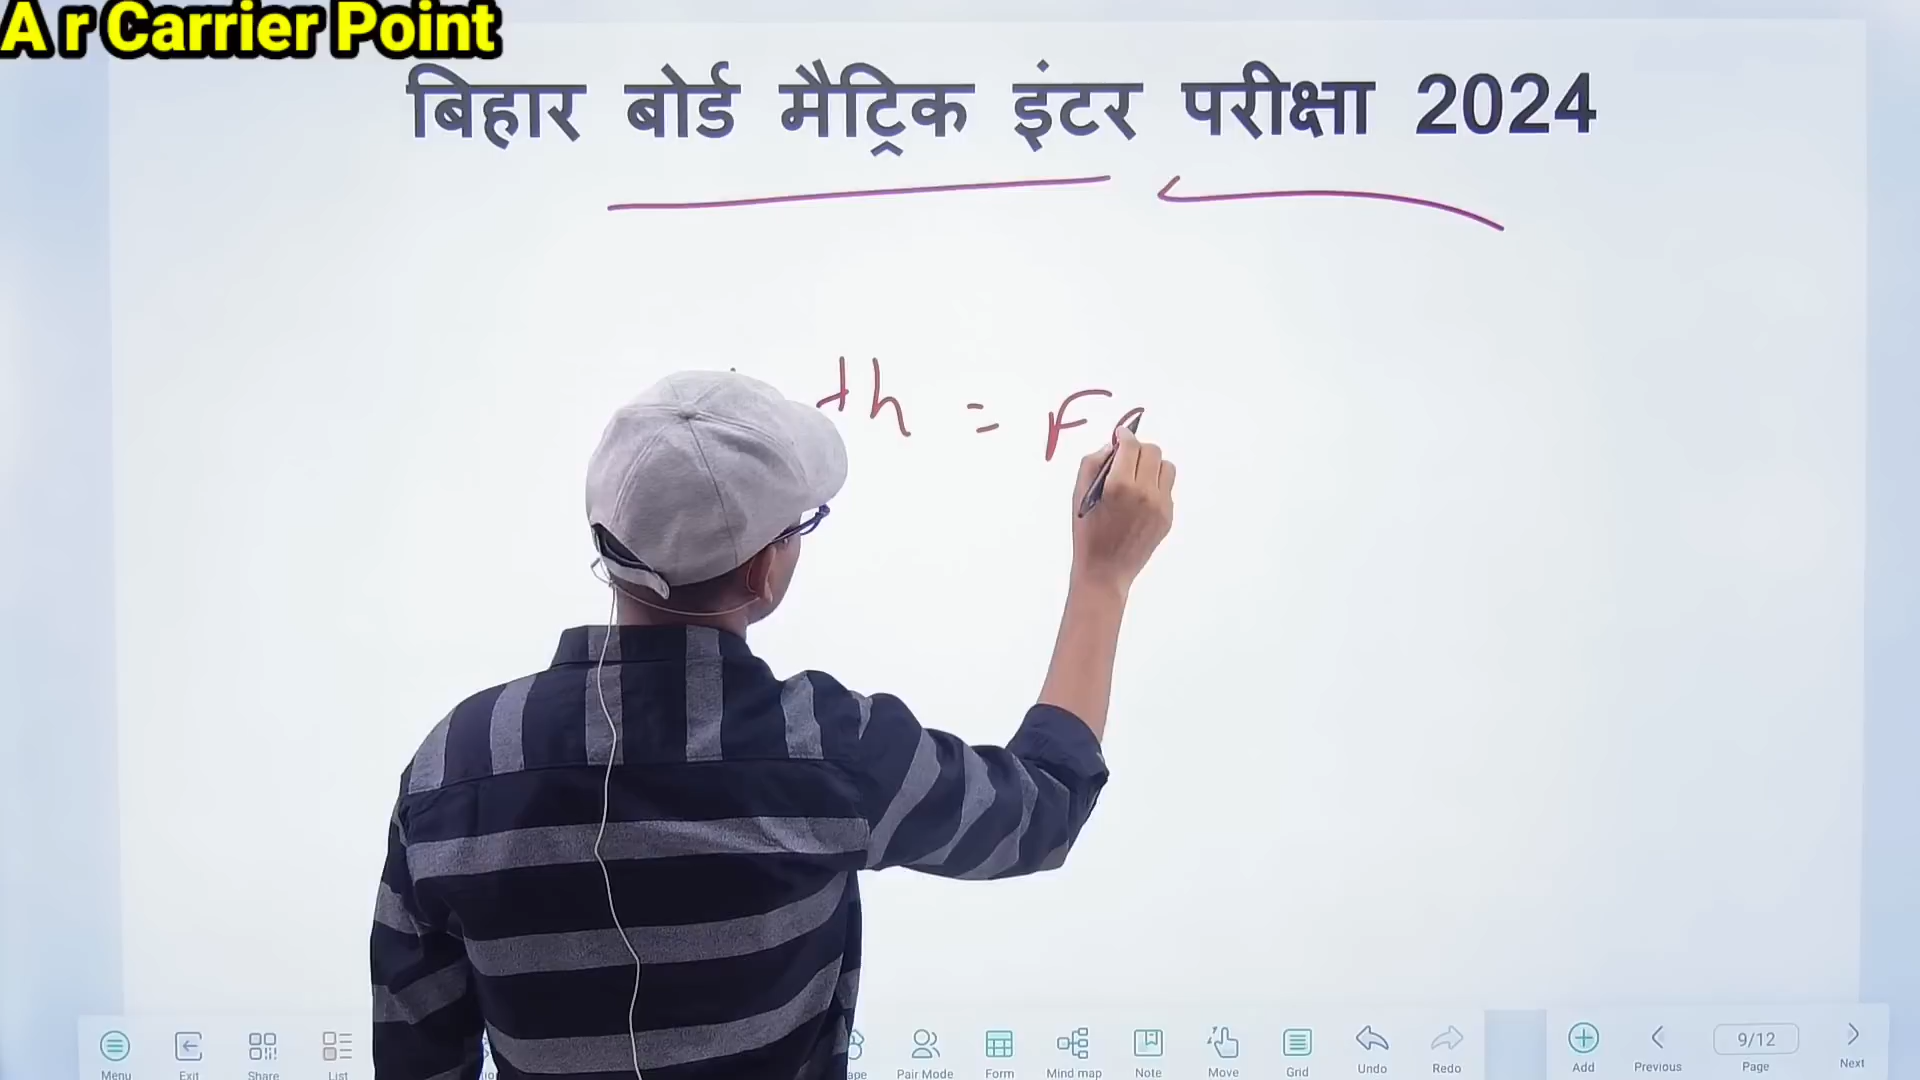 A r Carrier Point
बिहार बोर्ड मैट्रिक इंटर परीक्षा 2024
th = F
Menu Exit Share List Pair Mode Form Mind map Note Move Grid Undo Redo Add Previous 9/12 Page Next